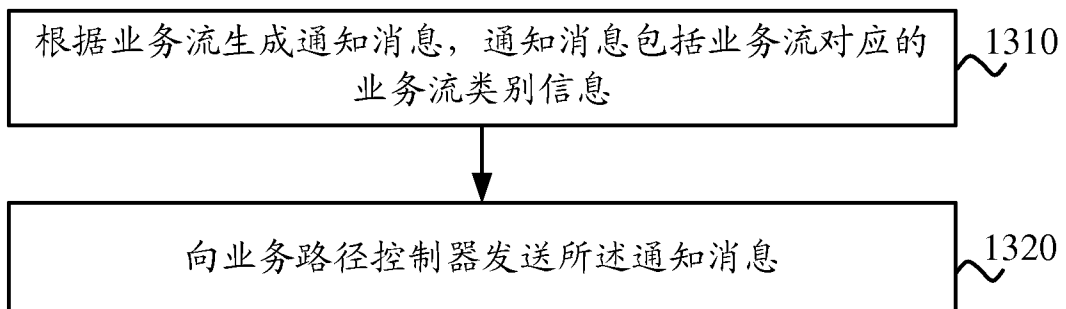 根据业务流生成通知消息，通知消息包括业务流对应的
业务流类别信息
1310
向业务路径控制器发送所述通知消息
1320